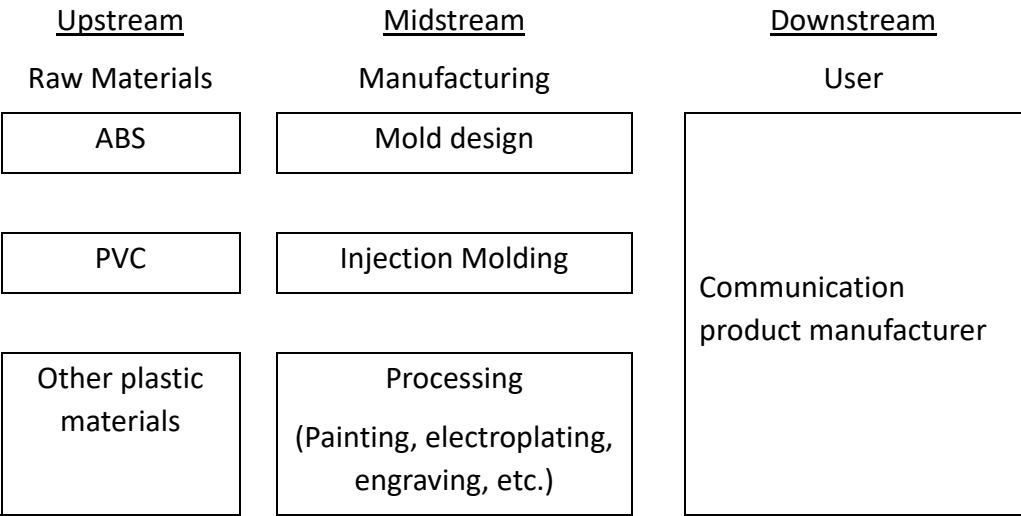 Upstream
Midstream
Downstream
Raw Materials
Manufacturing
User
ABS
Mold design
PVC
Injection Molding
Communication
product manufacturer
Other plastic
materials
Processing
(Painting, electroplating,
engraving, etc.)